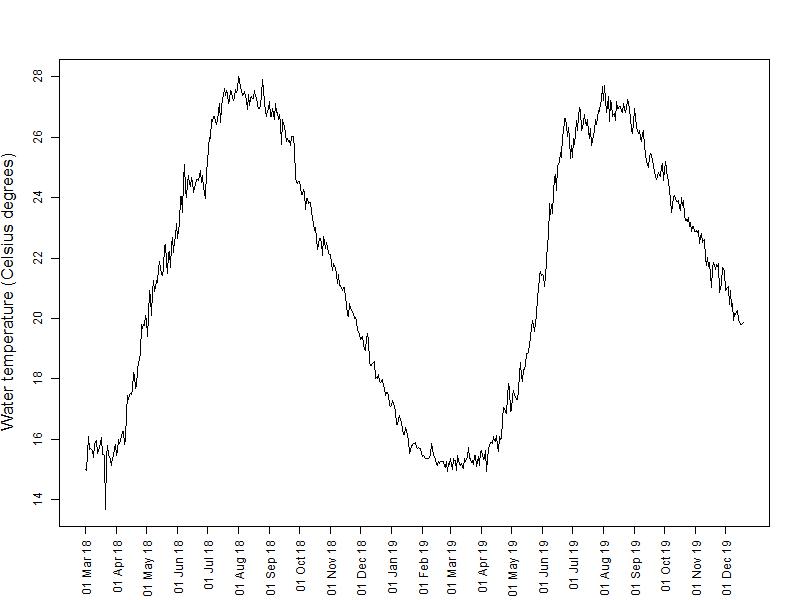 Water temperature (Celsius degrees)
28
26
24
22
20
18
16
14
01 Mar 18
01 Apr 18
01 May 18
01 Jun 18
01 Jul 18
01 Aug 18
01 Sep 18
01 Oct 18
01 Nov 18
01 Dec 18
01 Jan 19
01 Feb 19
01 Mar 19
01 Apr 19
01 May 19
01 Jun 19
01 Jul 19
01 Aug 19
01 Sep 19
01 Oct 19
01 Nov 19
01 Dec 19